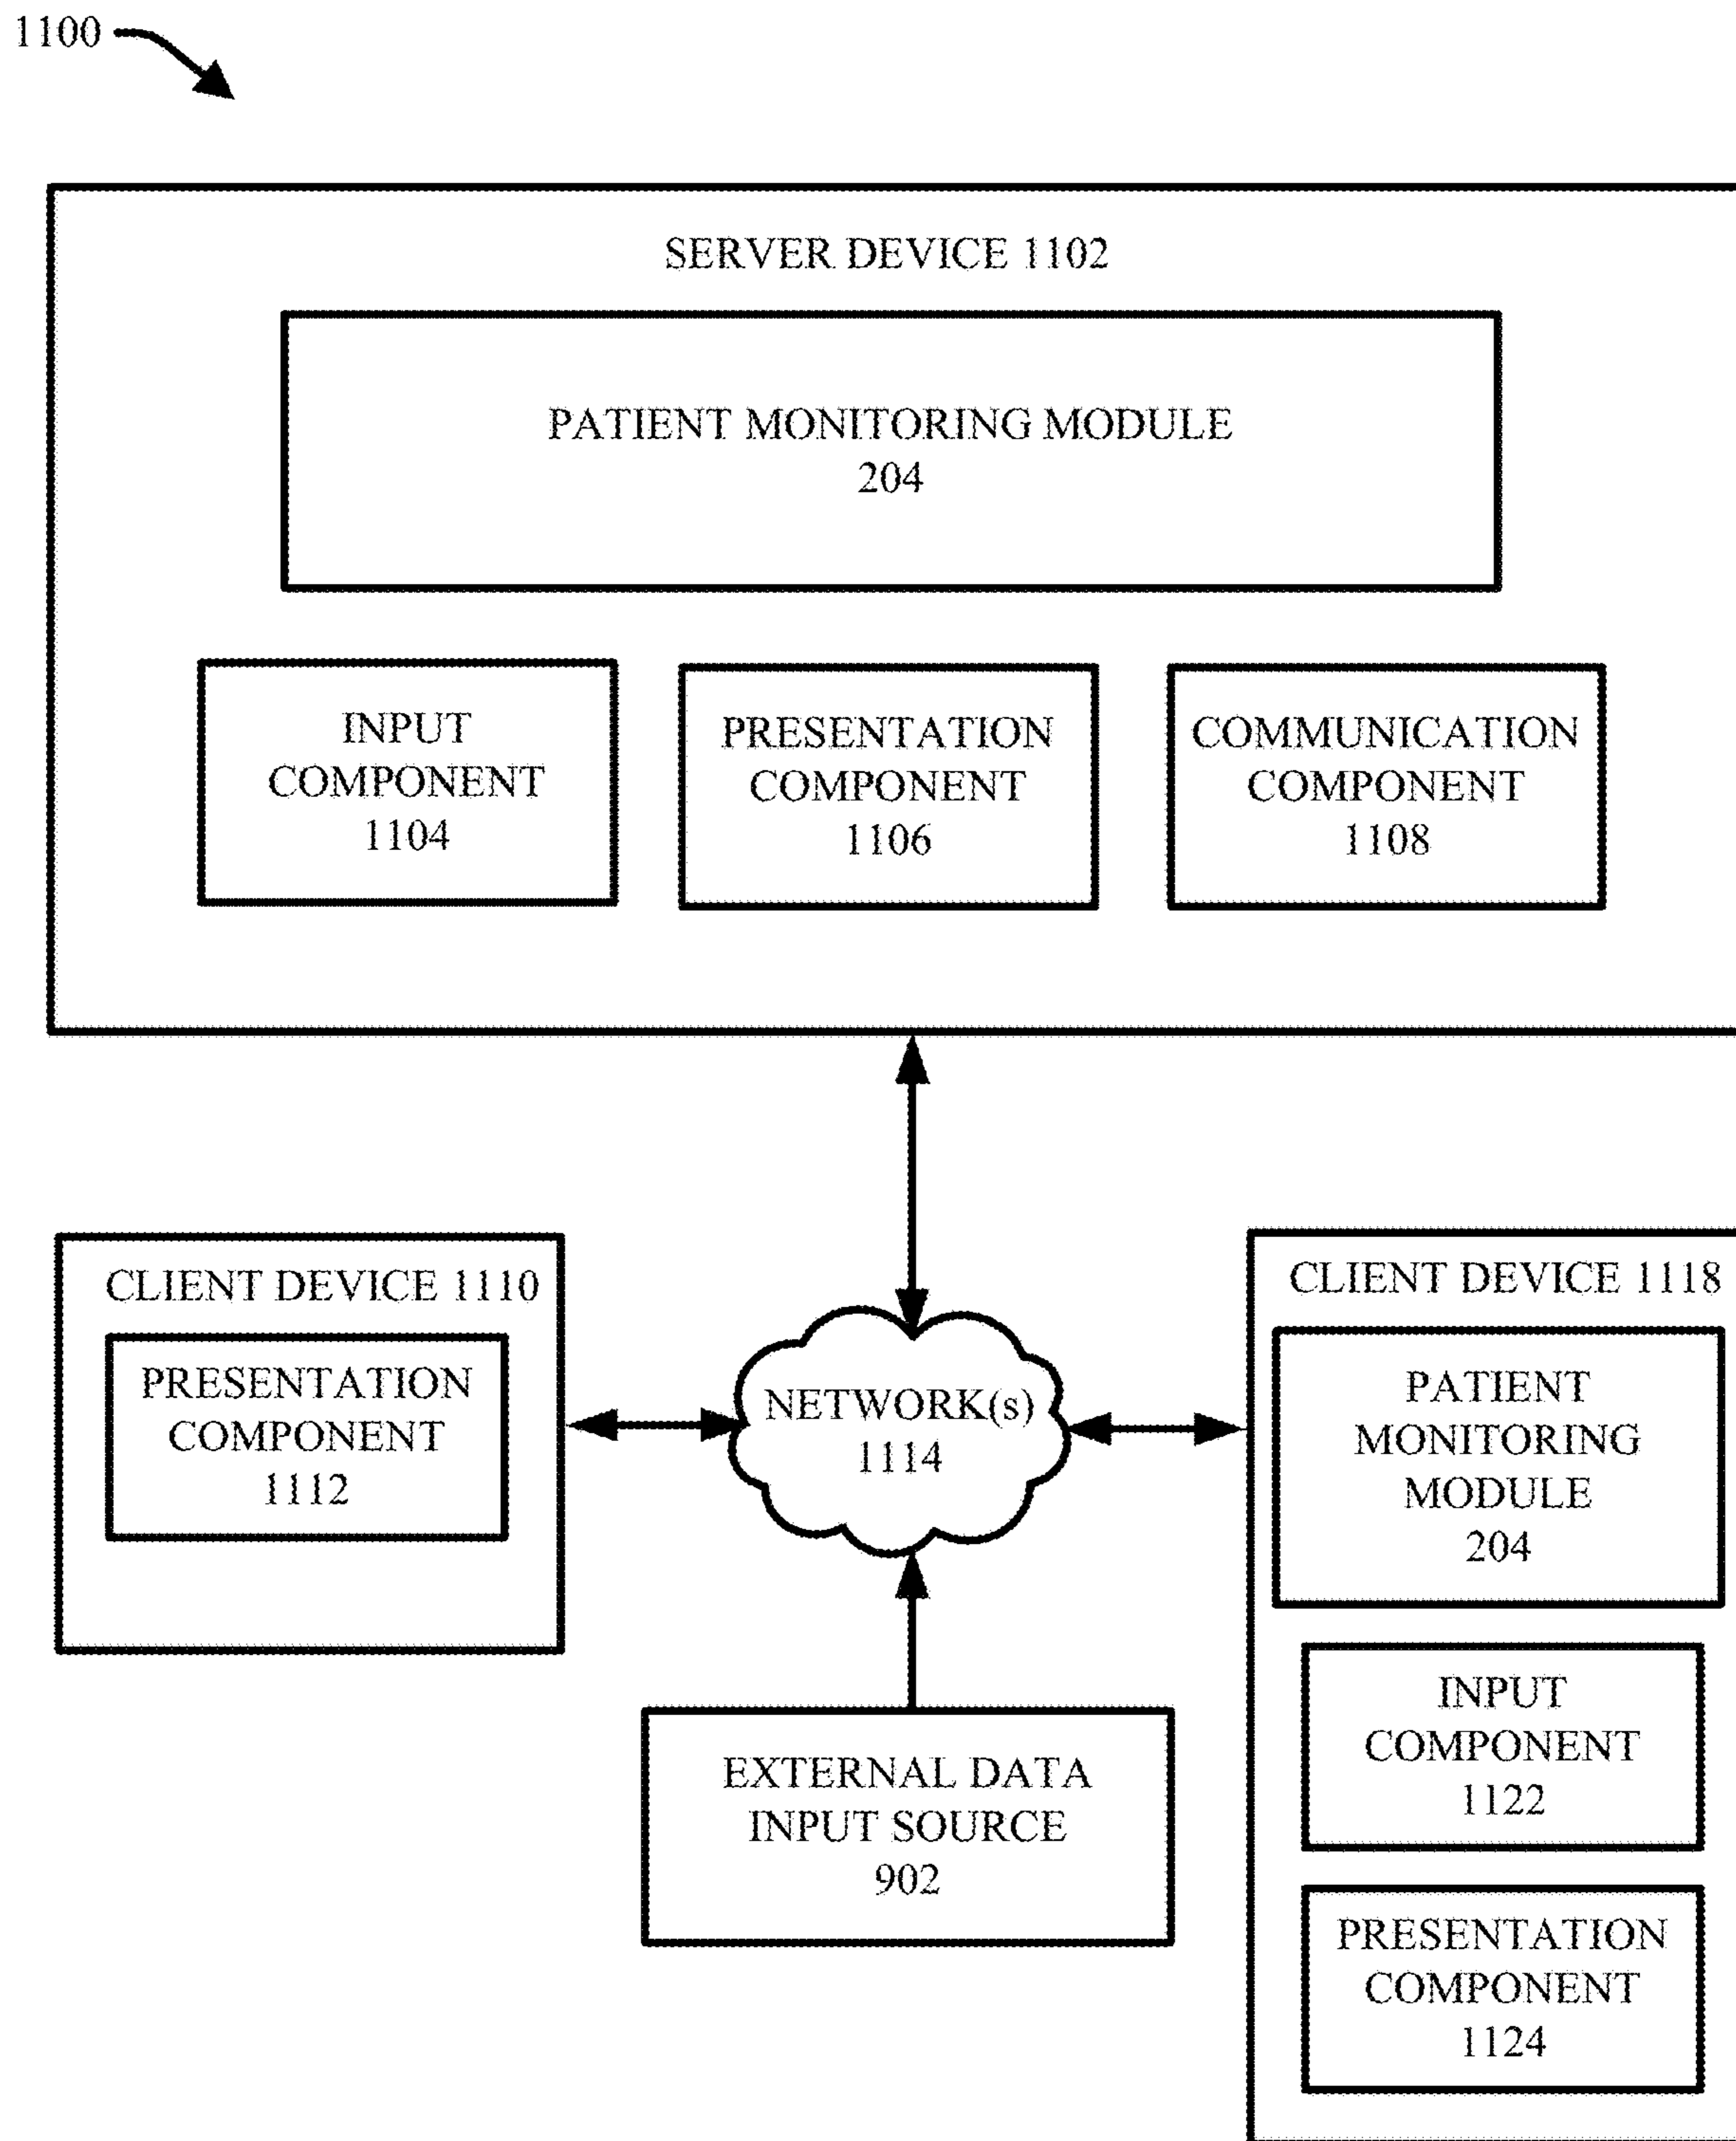 1100
SERVER DEVICE 1102
PATIENT MONITORING MODULE
204
INPUT
COMPONENT
1104
PRESENTATION
COMPONENT
1106
COMMUNICATION
COMPONENT
1108
CLIENT DEVICE 1110
PRESENTATION
COMPONENT
1112
NETWORK(s)
1114
CLIENT DEVICE 1118
PATIENT
MONITORING
MODULE
204
INPUT
COMPONENT
1122
PRESENTATION
COMPONENT
1124
EXTERNAL DATA
INPUT SOURCE
902